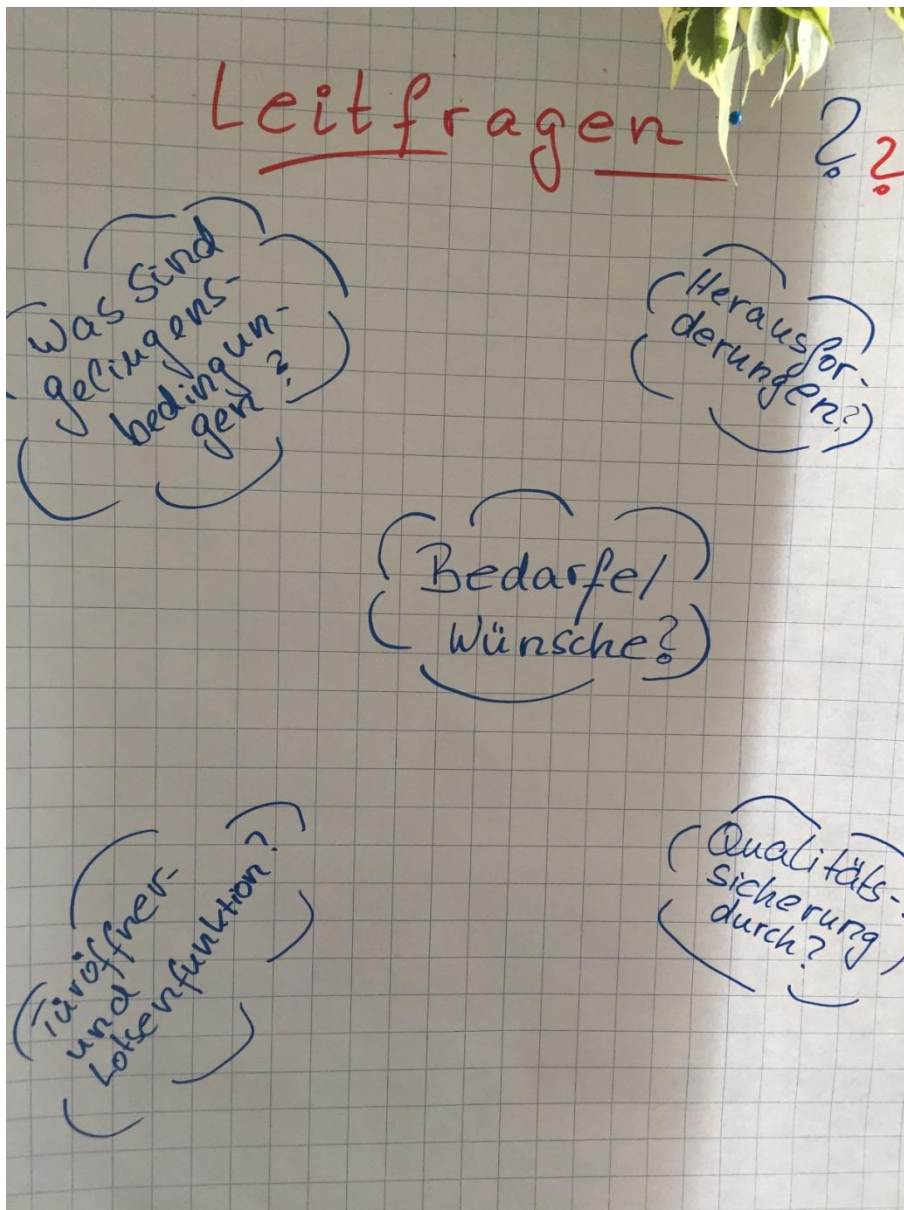 Leitfragen ? ?
Was sind
gelingens-
bedingun-
gen?
Herausfor-
derungen?
Bedarfe/
Wünsche?
Türöffner-
und
Lotsenfunktion?
Qualitäts-
sicherung
durch?